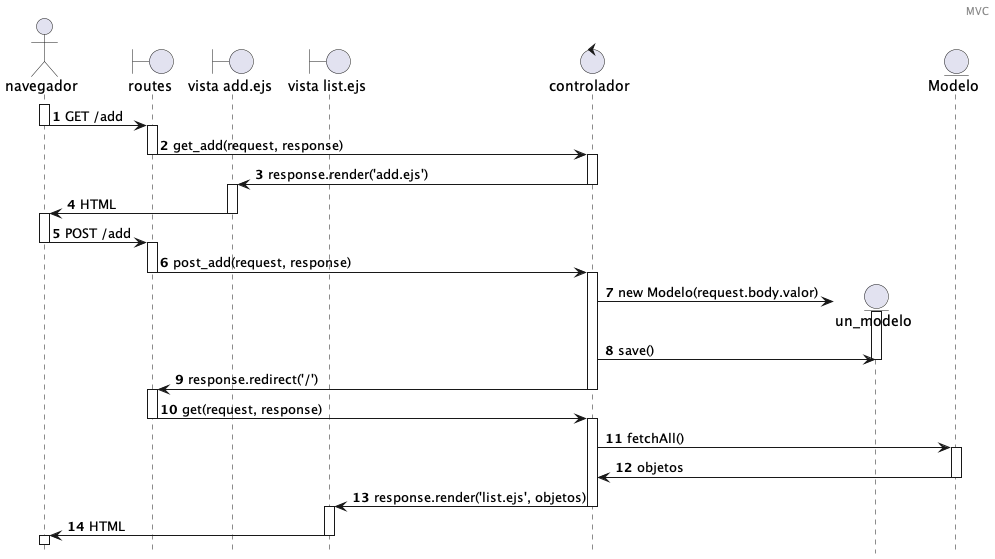 MVC
navegador
routes
vista add.ejs
vista list.ejs
controlador
Modelo
1 GET /add
2 get_add(request, response)
3 response.render('add.ejs')
4 HTML
5 POST /add
6 post_add(request, response)
7 new Modelo(request.body.valor)
un_modelo
8 save()
9 response.redirect('/')
10 get(request, response)
11 fetchAll()
12 objetos
13 response.render('list.ejs', objetos)
14 HTML